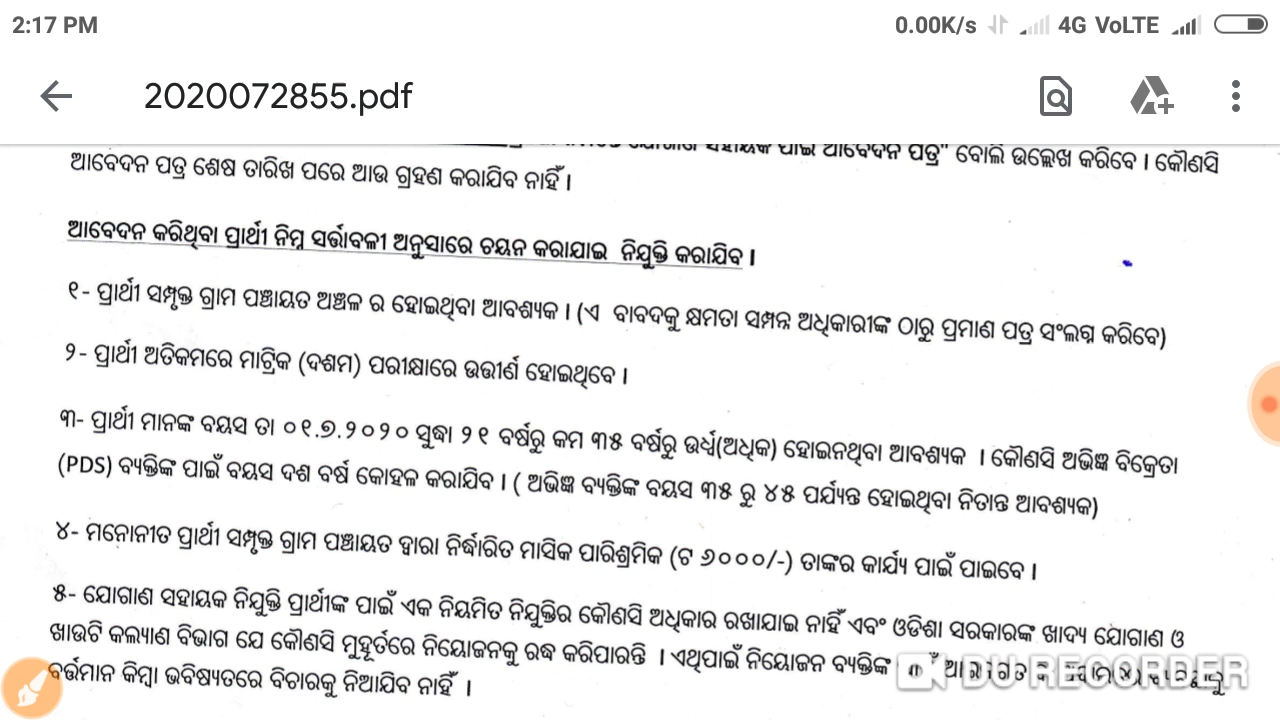 2:17 PM
0.00K/s 4G VoLTE
2020072855.pdf
ଯୋଗାଣ ସହାୟକ ପାଇଁ ଆବେଦନ ପତ୍ର" ବୋଲି ଉଲ୍ଲେଖ କରିବେ । କୌଣସି
ଆବେଦନ ପତ୍ର ଶେଷ ତାରିଖ ପରେ ଆଉ ଗ୍ରହଣ କରାଯିବ ନାହିଁ ।
ଆବେଦନ କରିଥିବା ପ୍ରାର୍ଥୀ ନିମ୍ନ ସର୍ତ୍ତାବଳୀ ଅନୁସାରେ ଚୟନ କରାଯାଇ ନିଯୁକ୍ତି କରାଯିବ ।
୧- ପ୍ରାର୍ଥୀ ସମ୍ପୃକ୍ତ ଗ୍ରାମ ପଞ୍ଚାୟତ ଅଞ୍ଚଳ ର ହୋଇଥିବା ଆବଶ୍ୟକ । (ଏ ବାବଦକୁ କ୍ଷମତା ସମ୍ପନ୍ନ ଅଧିକାରୀଙ୍କ ଠାରୁ ପ୍ରମାଣ ପତ୍ର ସଂଲଗ୍ନ କରିବେ)
୨- ପ୍ରାର୍ଥୀ ଅତିକମରେ ମାଟ୍ରିକ (ଦଶମ) ପରୀକ୍ଷାରେ ଉତ୍ତୀର୍ଣ ହୋଇଥିବେ ।
୩- ପ୍ରାର୍ଥୀ ମାନଙ୍କ ବୟସ ତା ୦୧.୭.୨୦୨୦ ସୁଦ୍ଧା ୨୧ ବର୍ଷରୁ କମ ୩୫ ବର୍ଷରୁ ଉର୍ଦ୍ଧ୍ୱ(ଅଧିକ) ହୋଇନଥିବା ଆବଶ୍ୟକ । କୌଣସି ଅଭିଜ୍ଞ ବିକ୍ରେତା
(PDS) ବ୍ୟକ୍ତିଙ୍କ ପାଇଁ ବୟସ ଦଶ ବର୍ଷ କୋହଳ କରାଯିବ । ( ଅଭିଜ୍ଞ ବ୍ୟକ୍ତିଙ୍କ ବୟସ ୩୫ ରୁ ୪୫ ପର୍ଯ୍ୟନ୍ତ ହୋଇଥିବା ନିତାନ୍ତ ଆବଶ୍ୟକ)
୪- ମନୋନୀତ ପ୍ରାର୍ଥୀ ସମ୍ପୃକ୍ତ ଗ୍ରାମ ପଞ୍ଚାୟତ ଦ୍ୱାରା ନିର୍ଦ୍ଧାରିତ ମାସିକ ପାରିଶ୍ରମିକ (ଟ ୬୦୦୦/-) ତାଙ୍କର କାର୍ଯ୍ୟ ପାଇଁ ପାଇବେ ।
୫- ଯୋଗାଣ ସହାୟକ ନିଯୁକ୍ତି ପ୍ରାର୍ଥୀଙ୍କ ପାଇଁ ଏକ ନିୟମିତ ନିଯୁକ୍ତିର କୌଣସି ଅଧିକାର ରଖାଯାଇ ନାହିଁ ଏବଂ ଓଡିଶା ସରକାରଙ୍କ ଖାଦ୍ୟ ଯୋଗାଣ ଓ
ଖାଉଟି କଲ୍ୟାଣ ବିଭାଗ ଯେ କୌଣସି ମୁହୂର୍ତରେ ନିୟୋଜନକୁ ରଦ୍ଧ କରିପାରନ୍ତି । ଏଥିପାଇଁ ନିୟୋଜନ ବ୍ୟକ୍ତିଙ୍କ
ବର୍ତ୍ତମାନ କିମ୍ବା ଭବିଷ୍ୟତରେ ବିଚାରକୁ ନିଆଯିବ ନାହିଁ ।
DU RECORDER